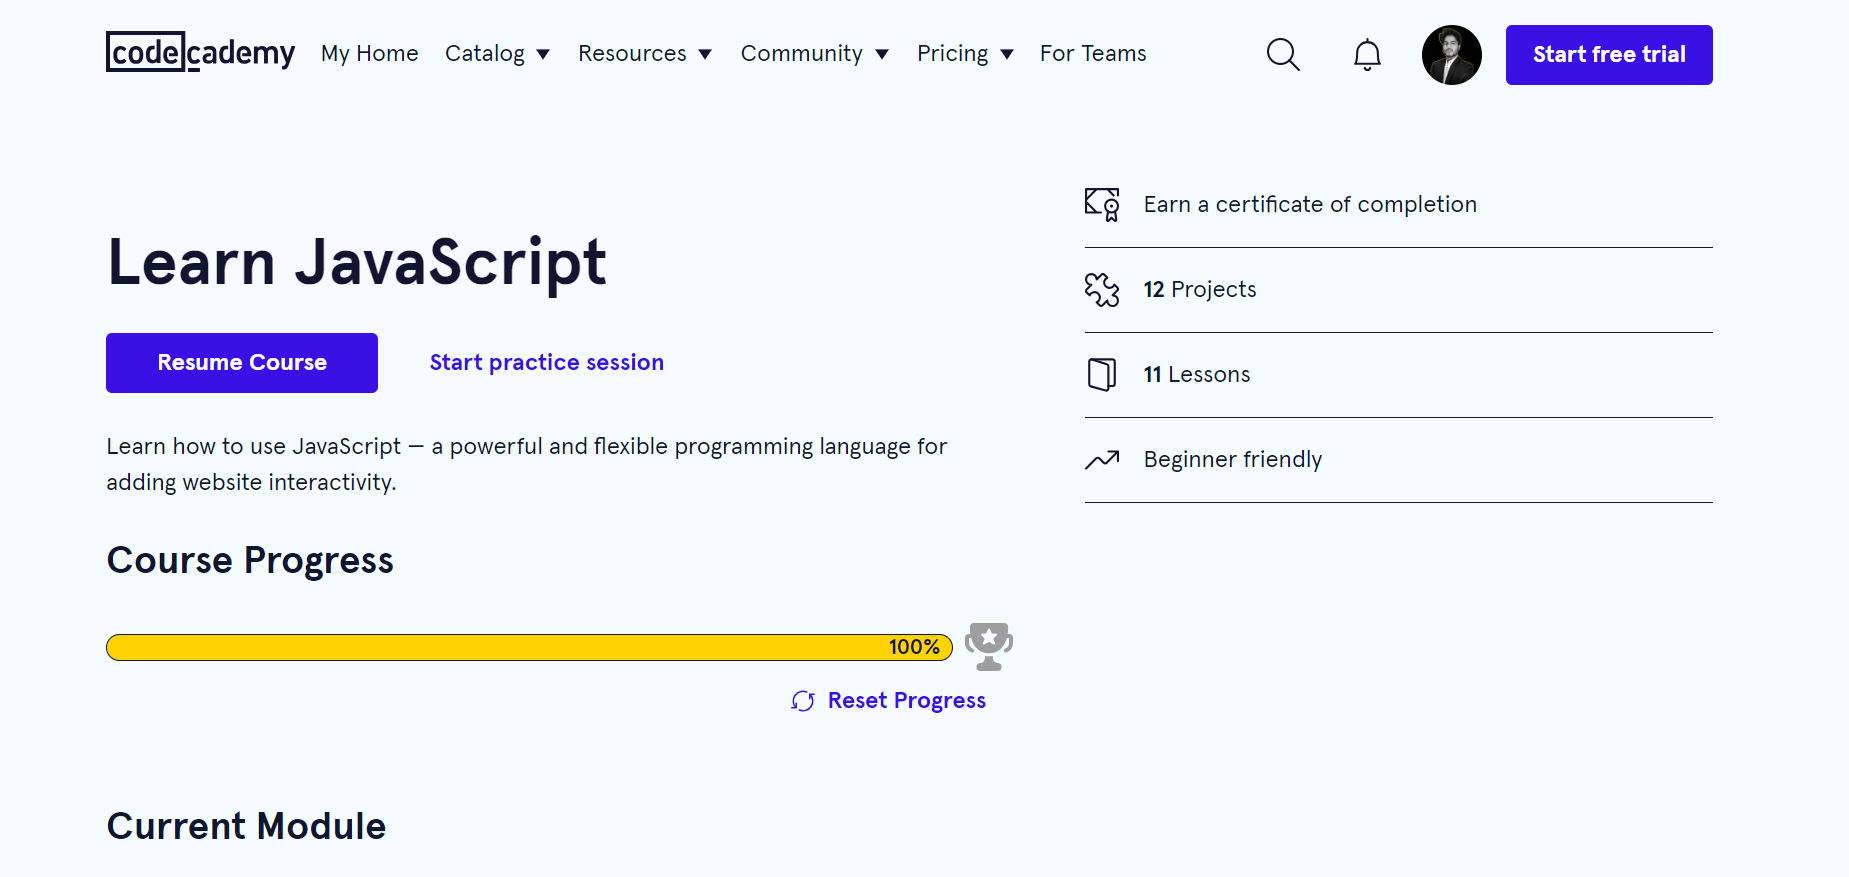 codecademy My Home Catalog Resources Community Pricing For Teams Start free trial
Learn JavaScript
Resume Course Start practice session
Learn how to use JavaScript — a powerful and flexible programming language for
adding website interactivity.
Course Progress
100%
Reset Progress
Current Module
Earn a certificate of completion
12 Projects
11 Lessons
Beginner friendly